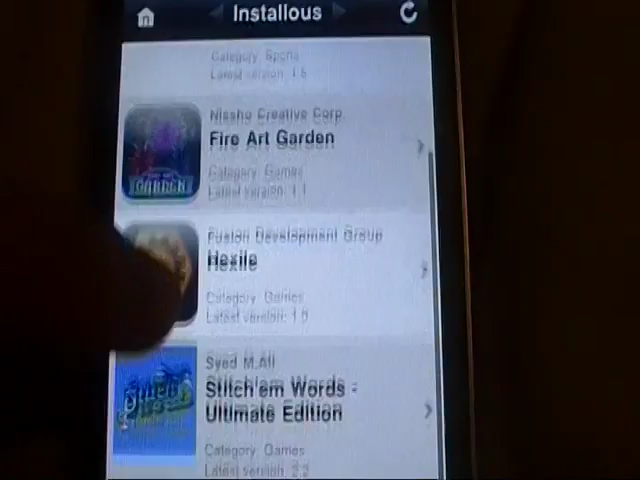 Installous
Category: Sports
Latest version: 1.6
Nissho Creative Corp.
Fire Art Garden
Category: Games
Latest version: 1.1
GARDEN
Fusion Development Group
Hexile
Category: Games
Latest version: 1.0
Syed M Ali
Stitch'em Words -
Ultimate Edition
Category: Games
Latest version: 2.2